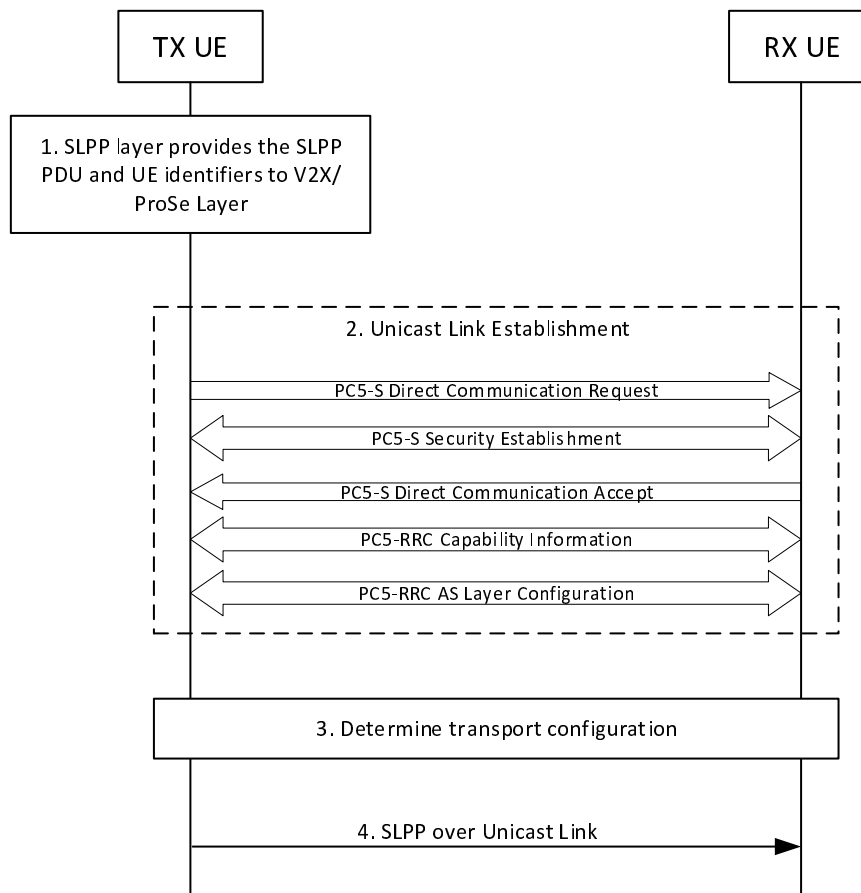 TX UE
RX UE
1. SLPP layer provides the SLPP
PDU and UE identifiers to V2X/
ProSe Layer
2. Unicast Link Establishment
PC5-S Direct Communication Request
PC5-S Security Establishment
PC5-S Direct Communication Accept
PC5-RRC Capability Information
PC5-RRC AS Layer Configuration
3. Determine transport configuration
4. SLPP over Unicast Link